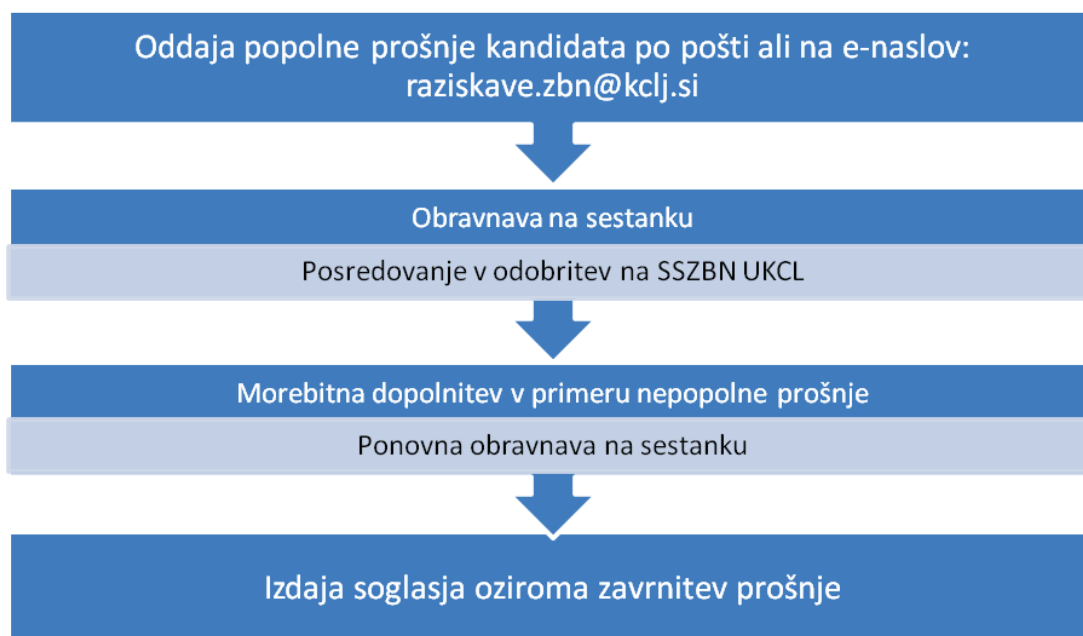 Oddaja popolne prošnje kandidata po pošti ali na e-naslov:
raziskave.zbn@kclj.si
Obravnava na sestanku
Posredovanje v odobritev na SSZBN UKCL
Morebitna dopolnitev v primeru nepopolne prošnje
Ponovna obravnava na sestanku
Izdaja soglasja oziroma zavrnitev prošnje